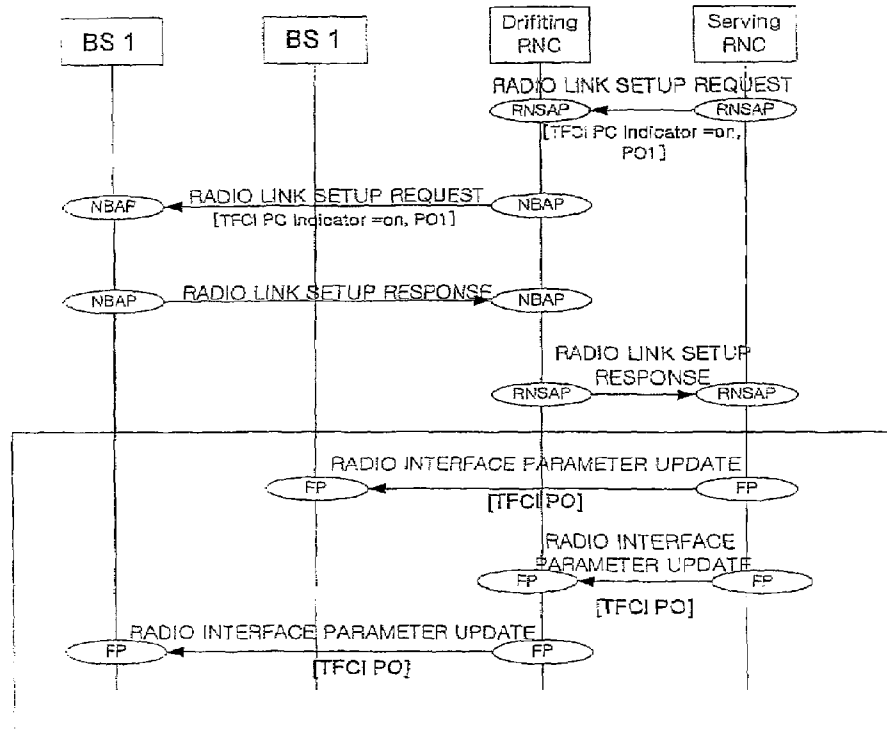 BS 1
BS 1
Drifiting
RNC
Serving
RNC
RADIO LINK SETUP REQUEST
RNSAP
RNSAP
[TFCI PC Indicator =on,
PO1]
RADIO LINK SETUP REQUEST
NBAP
NBAP
[TFCI PC Indicator =on, PO1]
RADIO LINK SETUP RESPONSE
NBAP
NBAP
RADIO LINK SETUP
RESPONSE
RNSAP
RNSAP
RADIO INTERFACE PARAMETER UPDATE
FP
FP
[TFCI PO]
RADIO INTERFACE
PARAMETER UPDATE
FP
FP
[TFCI PO]
RADIO INTERFACE PARAMETER UPDATE
FP
FP
[TFCI PO]